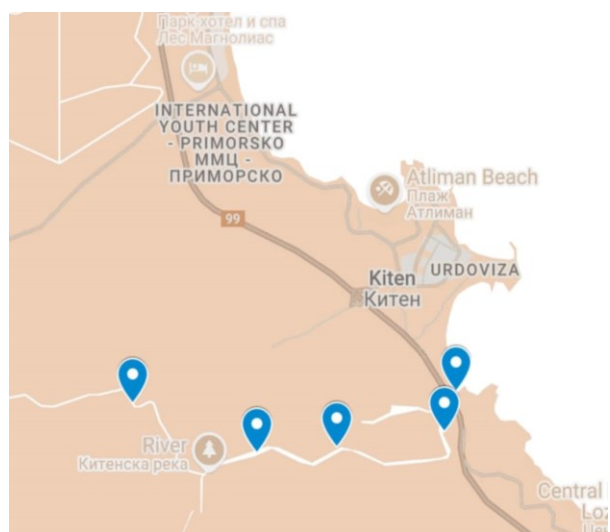 Парк хотел и спа
Лес Магнолиас
INTERNATIONAL
YOUTH CENTER
- PRIMORSKO
ММЦ -
ПРИМОРСКО
Atliman Beach
Плаж
Атлиман
99
URDOVIZA
Kiten
Китен
River
Китенска река
Central
Loz